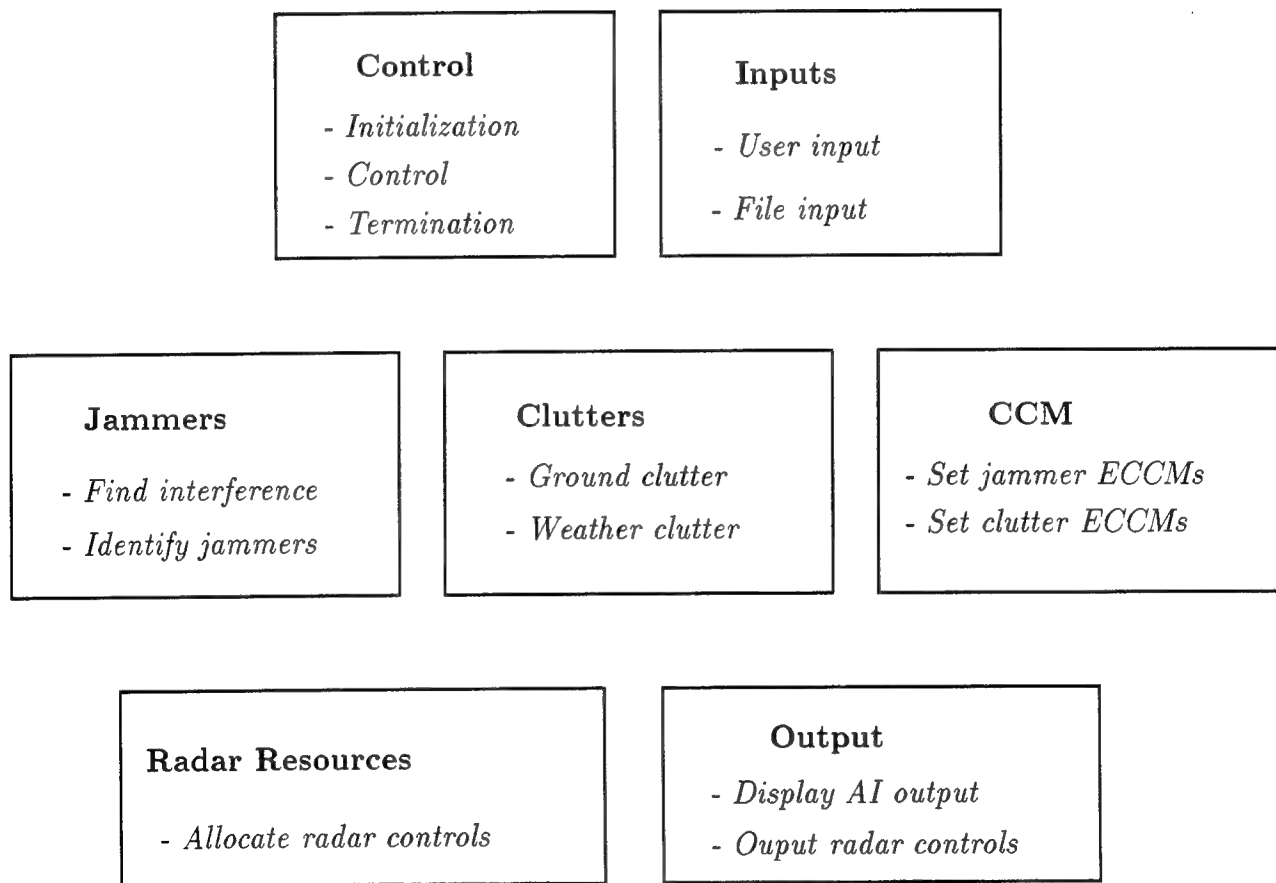 Control
- Initialization
- Control
- Termination
Inputs
- User input
- File input
Jammers
- Find interference
- Identify jammers
Clutters
- Ground clutter
- Weather clutter
CCM
- Set jammer ECCMs
- Set clutter ECCMs
Radar Resources
- Allocate radar controls
Output
- Display AI output
- Ouput radar controls